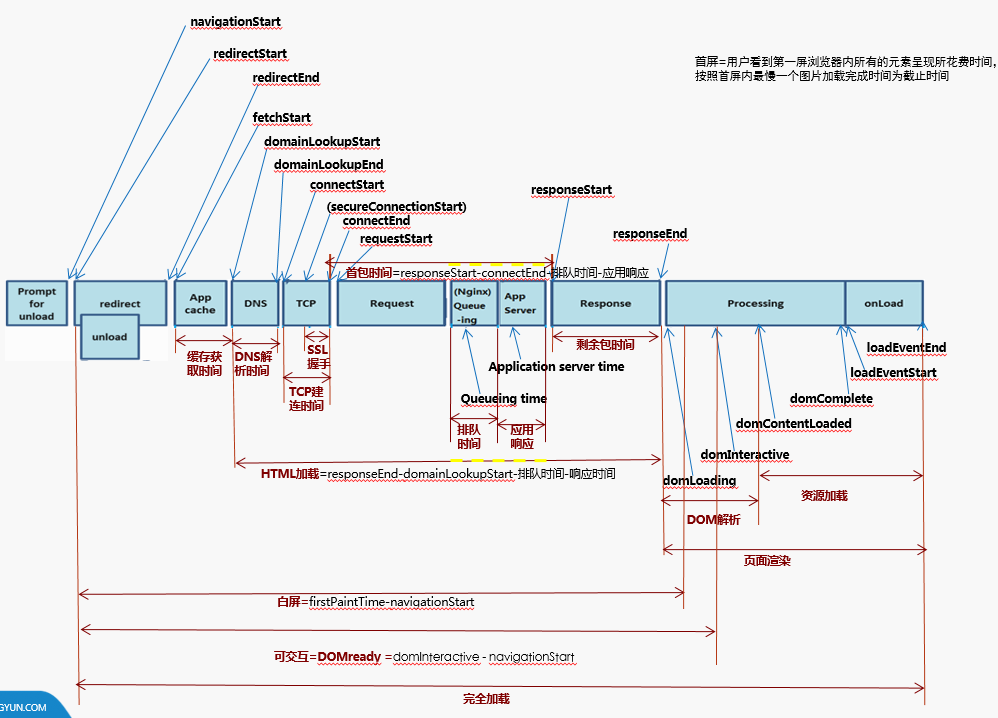 navigationStart
redirectStart
首屏=用户看到第一屏浏览器内所有的元素呈现所花费时间,
按照首屏内最慢一个图片加载完成时间为截止时间
redirectEnd
fetchStart
domainLookupStart
domainLookupEnd
connectStart
responseStart
(secureConnectionStart)
connectEnd
requestStart
responseEnd
首包时间=responseStart-connectEnd-排队时间-应用响应
Prompt
for
unload
redirect
unload
App
cache
DNS
TCP
Request
(Nginx)
Queue
-ing
App
Server
Response
Processing
onLoad
缓存获
取时间
DNS解
析时间
SSL
握手
TCP建
连时间
剩余包时间
Application server time
Queueing time
排队
时间
应用
响应
loadEventEnd
loadEventStart
domComplete
domContentLoaded
domInteractive
domLoading
HTML加载=responseEnd-domainLookupStart-排队时间-响应时间
资源加载
DOM解析
页面渲染
白屏=firstPaintTime-navigationStart
可交互=DOMready =domInteractive - navigationStart
完全加载
GYUN.COM